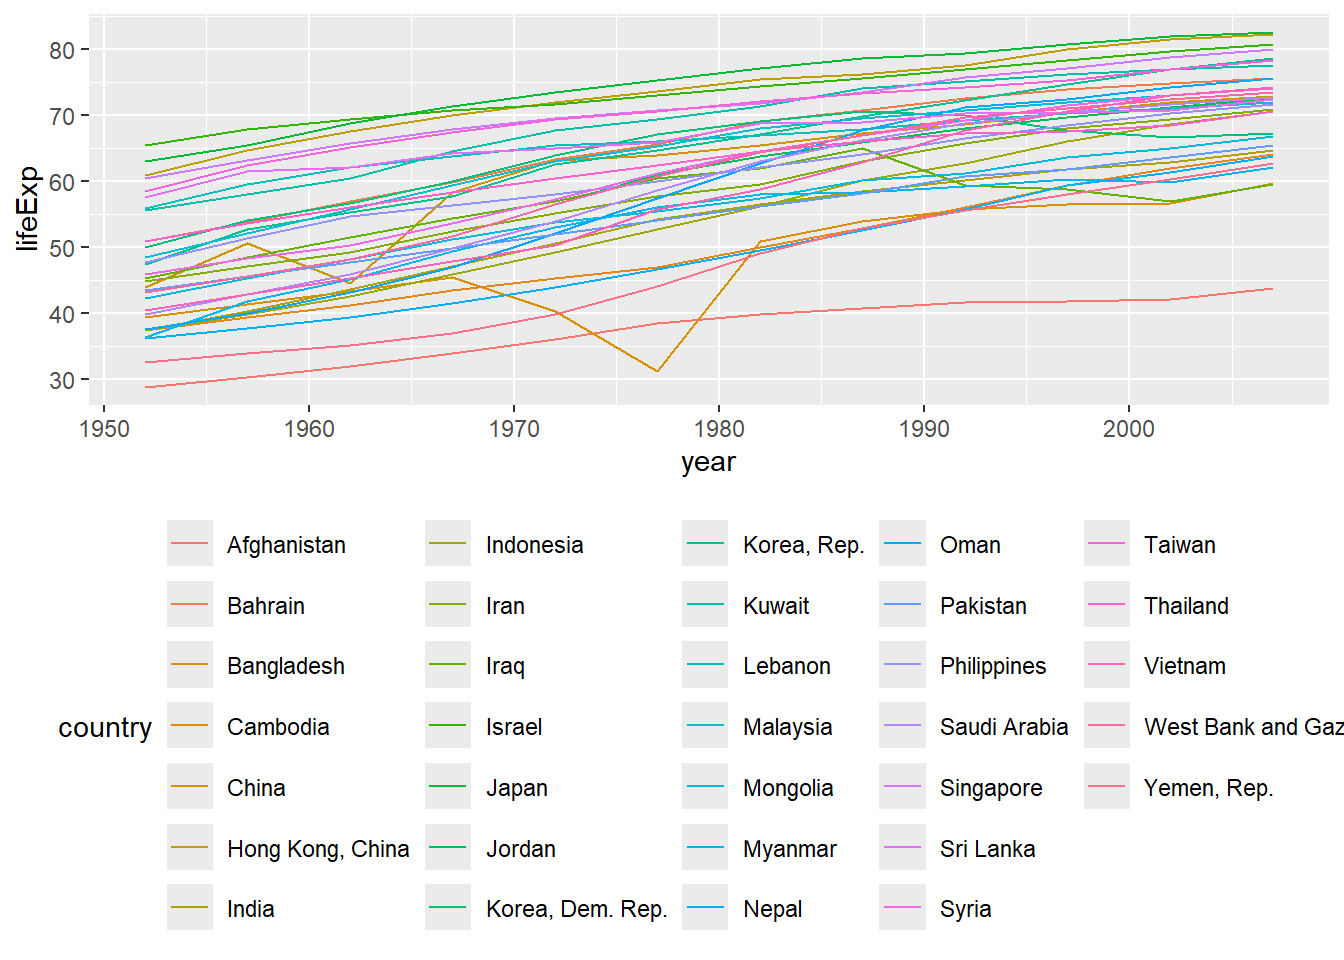 lifeExp
80
70
60
50
40
30
1950 1960 1970 1980 1990 2000
year
country
Afghanistan Indonesia Korea, Rep. Oman Taiwan
Bahrain Iran Kuwait Pakistan Thailand
Bangladesh Iraq Lebanon Philippines Vietnam
Cambodia Israel Malaysia Saudi Arabia West Bank and Gaz
China Japan Mongolia Singapore Yemen, Rep.
Hong Kong, China Jordan Myanmar Sri Lanka
India Korea, Dem. Rep. Nepal Syria